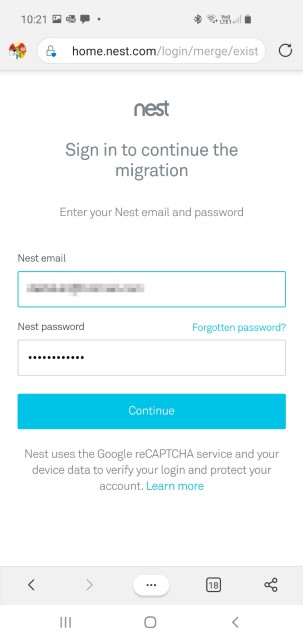 10:21
Vo)) LTE1
home.nest.com/login/merge/exist
nest
Sign in to continue the
migration
Enter your Nest email and password
Nest email
Nest password
Forgotten password?
••••••••••••
Continue
Nest uses the Google reCAPTCHA service and your
device data to verify your login and protect your
account. Learn more
18